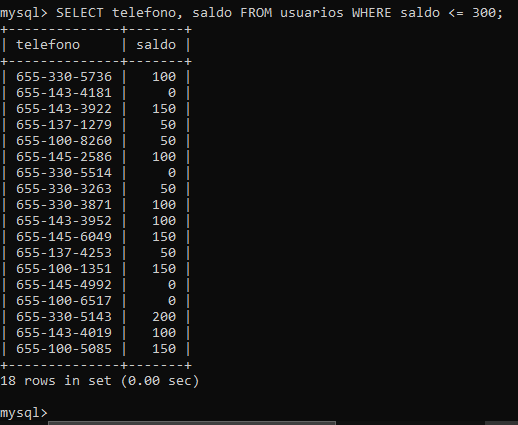 mysql> SELECT telefono, saldo FROM usuarios WHERE saldo <= 300;
+--------------+-------+
| telefono     | saldo |
+--------------+-------+
| 655-330-5736 |   100 |
| 655-143-4181 |     0 |
| 655-143-3922 |   150 |
| 655-137-1279 |    50 |
| 655-100-8260 |    50 |
| 655-145-2586 |   100 |
| 655-330-5514 |     0 |
| 655-330-3263 |    50 |
| 655-330-3871 |   100 |
| 655-143-3952 |   100 |
| 655-145-6049 |   150 |
| 655-137-4253 |    50 |
| 655-100-1351 |   150 |
| 655-145-4992 |     0 |
| 655-100-6517 |     0 |
| 655-330-5143 |   200 |
| 655-143-4019 |   100 |
| 655-100-5085 |   150 |
+--------------+-------+
18 rows in set (0.00 sec)
mysql>